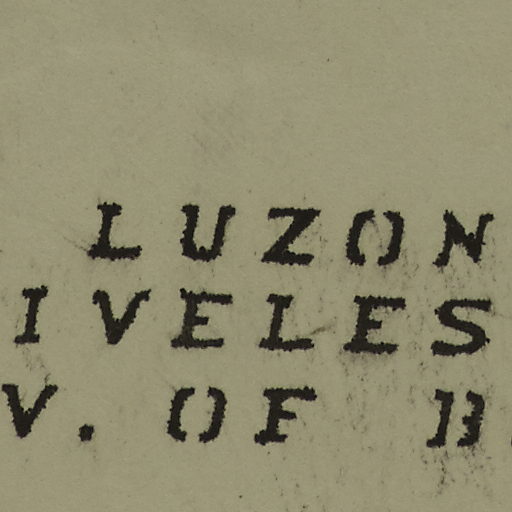 LUZON
IVELES
V. OF B